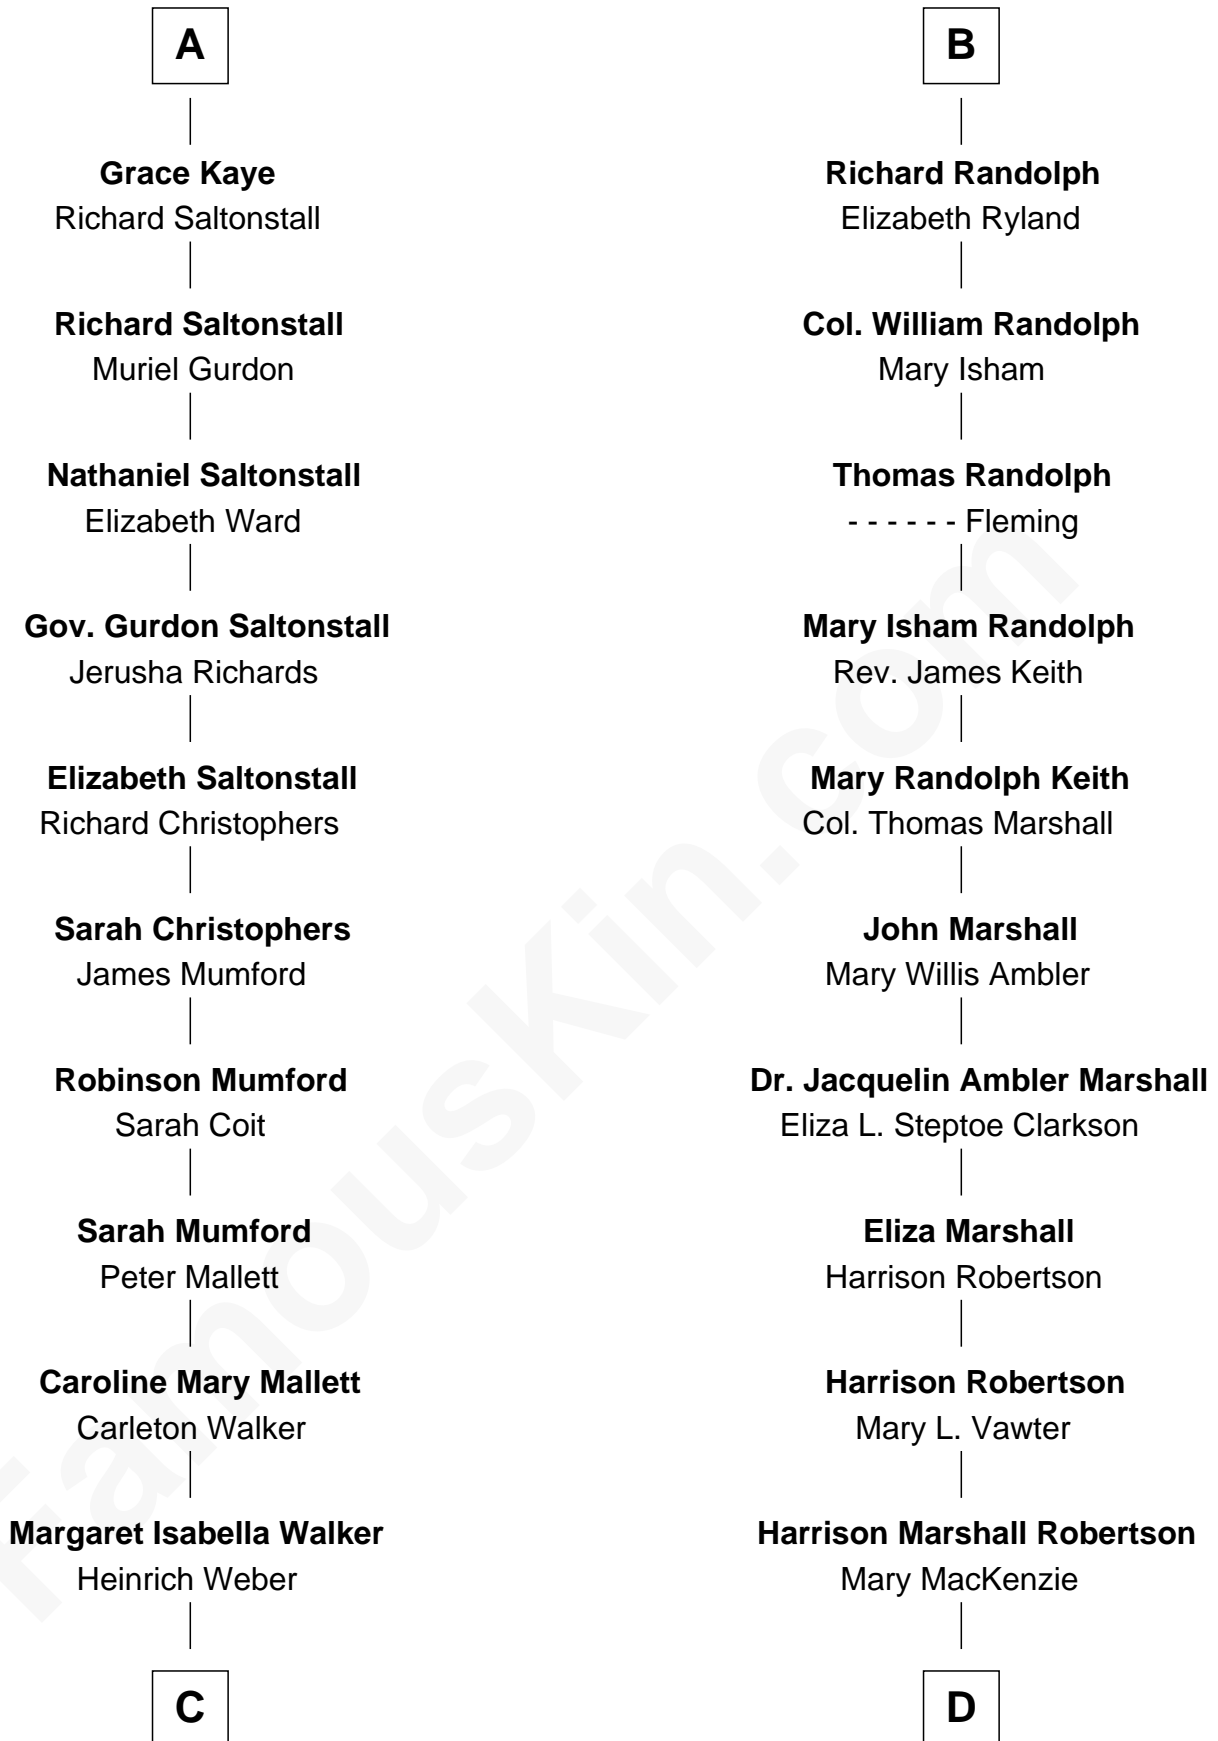 A
Grace Kaye
Richard Saltonstall
Richard Saltonstall
Muriel Gurdon
Nathaniel Saltonstall
Elizabeth Ward
Gov. Gurdon Saltonstall
Jerusha Richards
Elizabeth Saltonstall
Richard Christophers
Sarah Christophers
James Mumford
Robinson Mumford
Sarah Coit
Sarah Mumford
Peter Mallett
Caroline Mary Mallett
Carleton Walker
Margaret Isabella Walker
Heinrich Weber
C
B
Richard Randolph
Elizabeth Ryland
Col. William Randolph
Mary Isham
Thomas Randolph
- - - - - - Fleming
Mary Isham Randolph
Rev. James Keith
Mary Randolph Keith
Col. Thomas Marshall
John Marshall
Mary Willis Ambler
Dr. Jacquelin Ambler Marshall
Eliza L. Steptoe Clarkson
Eliza Marshall
Harrison Robertson
Harrison Robertson
Mary L. Vawter
Harrison Marshall Robertson
Mary MacKenzie
D
FamousKin.com